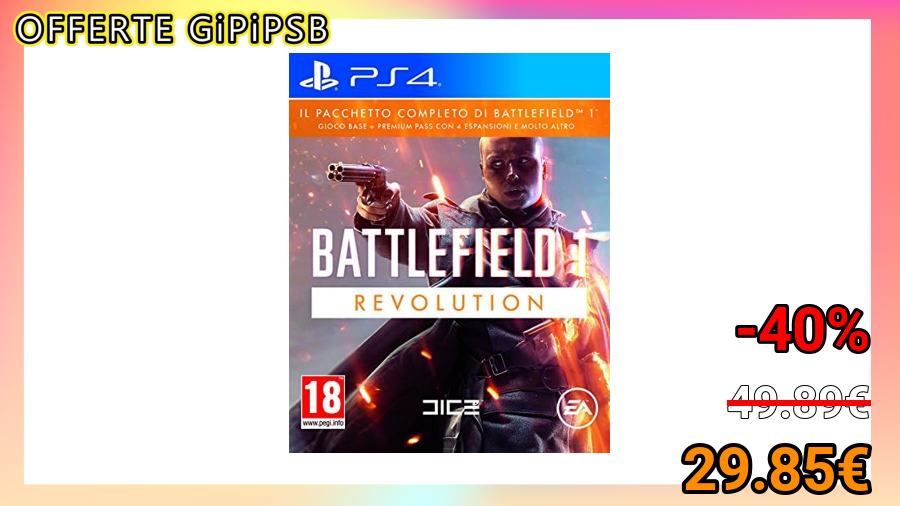 OFFERTE GiPiPSB
PS4
IL PACCHETTO COMPLETO DI BATTLEFIELD™ 1
GIOCO BASE + PREMIUM PASS CON 4 ESPANSIONI E MOLTO ALTRO
BATTLEFIELD 1
REVOLUTION
18
www.pegi.info
DICE
EA
-40%
49.89€
29.85€